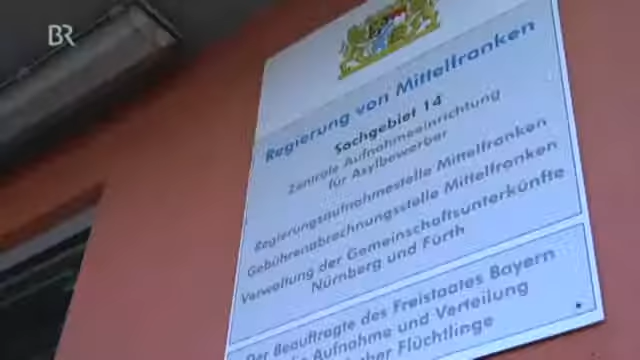 BR
Regierung von Mittelfranken
Sachgebiet 14
Zentrale Aufnahmeeinrichtung
für Asylbewerber
Regierungsaufnahmestelle Mittelfranken
Gebührenabrechnungsstelle Mittelfranken
Verwaltung der Gemeinschaftsunterkünfte
Nürnberg und Fürth
Der Beauftragte des Freistaates Bayern
Aufnahme und Verteilung
Flüchtlinge